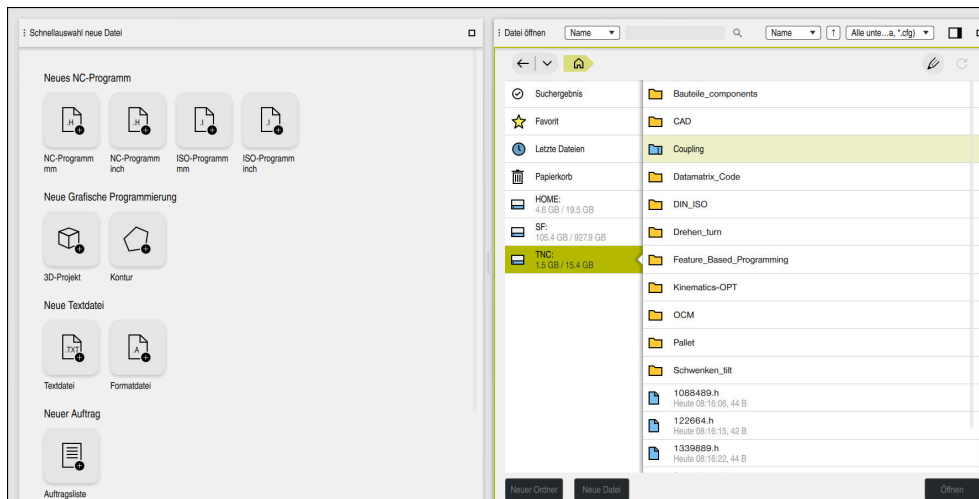 Schnellauswahl neue Datei
Neues NC-Programm
.H
.H
.I
.I
NC-Programm mm
NC-Programm inch
ISO-Programm mm
ISO-Programm inch
Neue Grafische Programmierung
3D-Projekt
Kontur
Neue Textdatei
.TXT
.A
Textdatei
Formatdatei
Neuer Auftrag
Auftragsliste
Datei öffnen
Name
Name
Alle unte...a, *.cfg)
Suchergebnis
Favorit
Letzte Dateien
Papierkorb
HOME:
4.6 GB / 19.5 GB
SF:
105.4 GB / 927.9 GB
TNC:
1.5 GB / 15.4 GB
Bauteile_components
CAD
Coupling
Datamatrix_Code
DIN_ISO
Drehen_turn
Feature_Based_Programming
Kinematics-OPT
OCM
Pallet
Schwenken_tilt
1088489.h
Heute 08:16:06, 44 B
122664.h
Heute 08:16:15, 42 B
1339889.h
Heute 08:16:22, 44 B
Neuer Ordner
Neue Datei
Öffnen